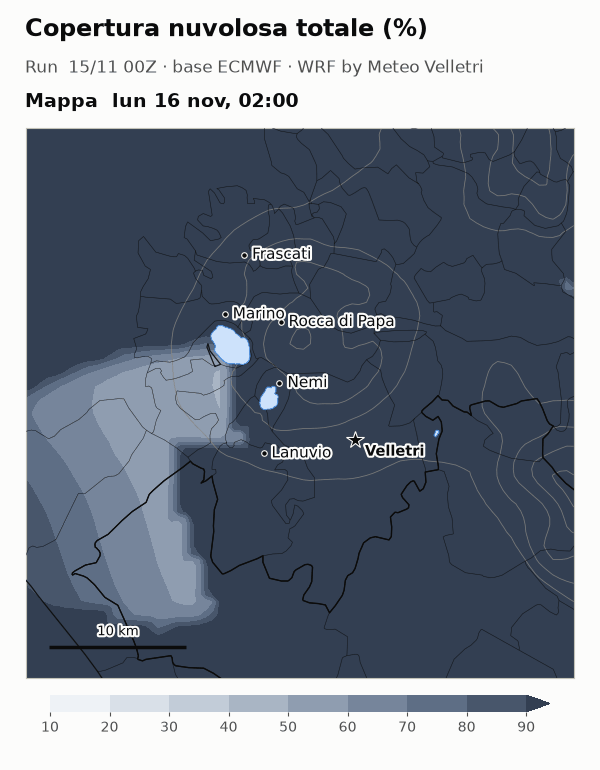 Copertura nuvolosa totale (%)
Run  15/11 00Z · base ECMWF · WRF by Meteo Velletri
Mappa  lun 16 nov, 02:00
Frascati
Marino
Rocca di Papa
Nemi
Velletri
Lanuvio
10 km
10 20 30 40 50 60 70 80 90